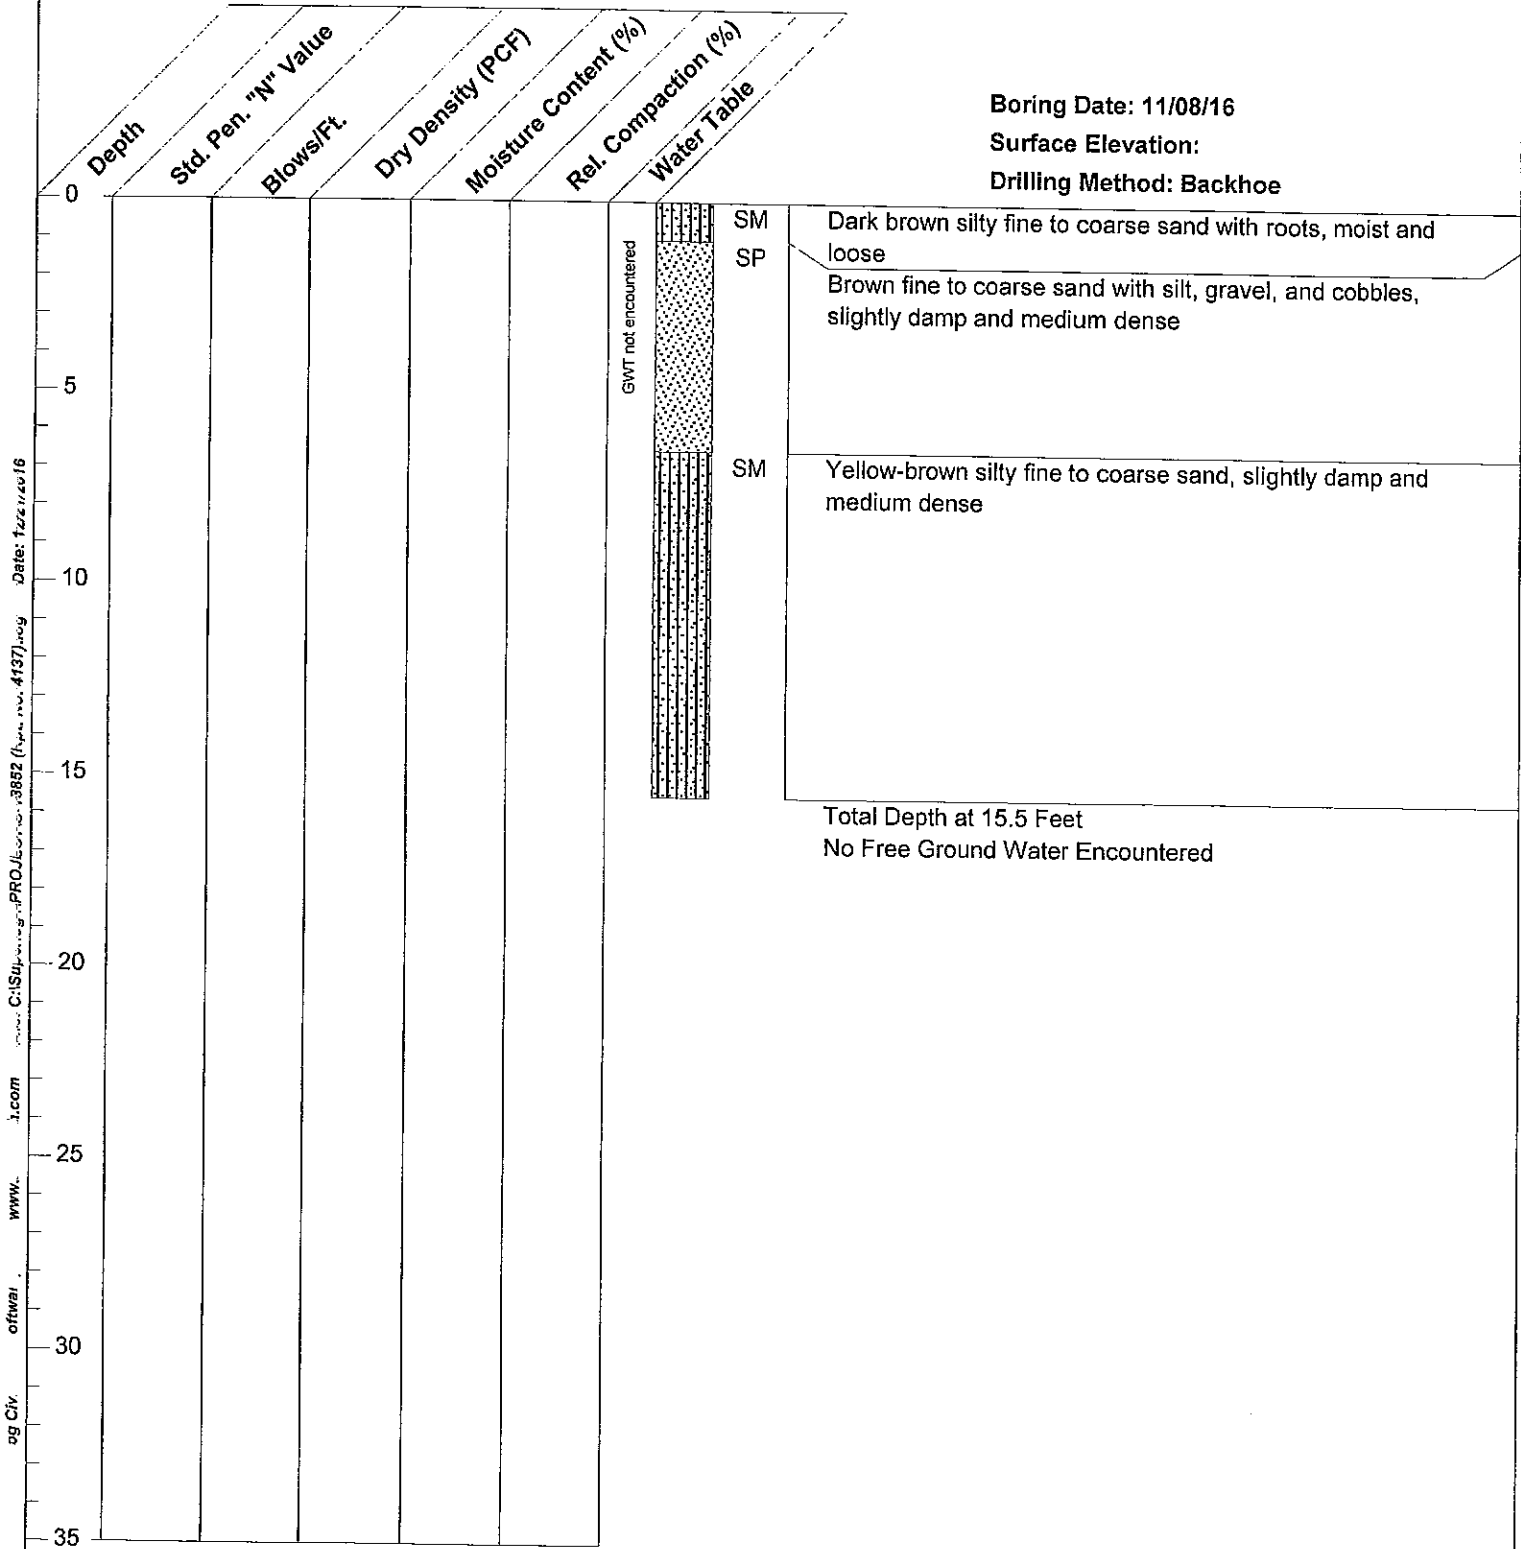 Depth
Std. Pen. "N" Value
Blows/Ft.
Dry Density (PCF)
Moisture Content (%)
Rel. Compaction (%)
Water Table
Boring Date: 11/08/16
Surface Elevation:
Drilling Method: Backhoe
0
5
10
15
20
25
30
35
GWT not encountered
SM
Dark brown silty fine to coarse sand with roots, moist and
loose
SP
Brown fine to coarse sand with silt, gravel, and cobbles,
slightly damp and medium dense
SM
Yellow-brown silty fine to coarse sand, slightly damp and
medium dense
Total Depth at 15.5 Feet
No Free Ground Water Encountered
4137).log Date: